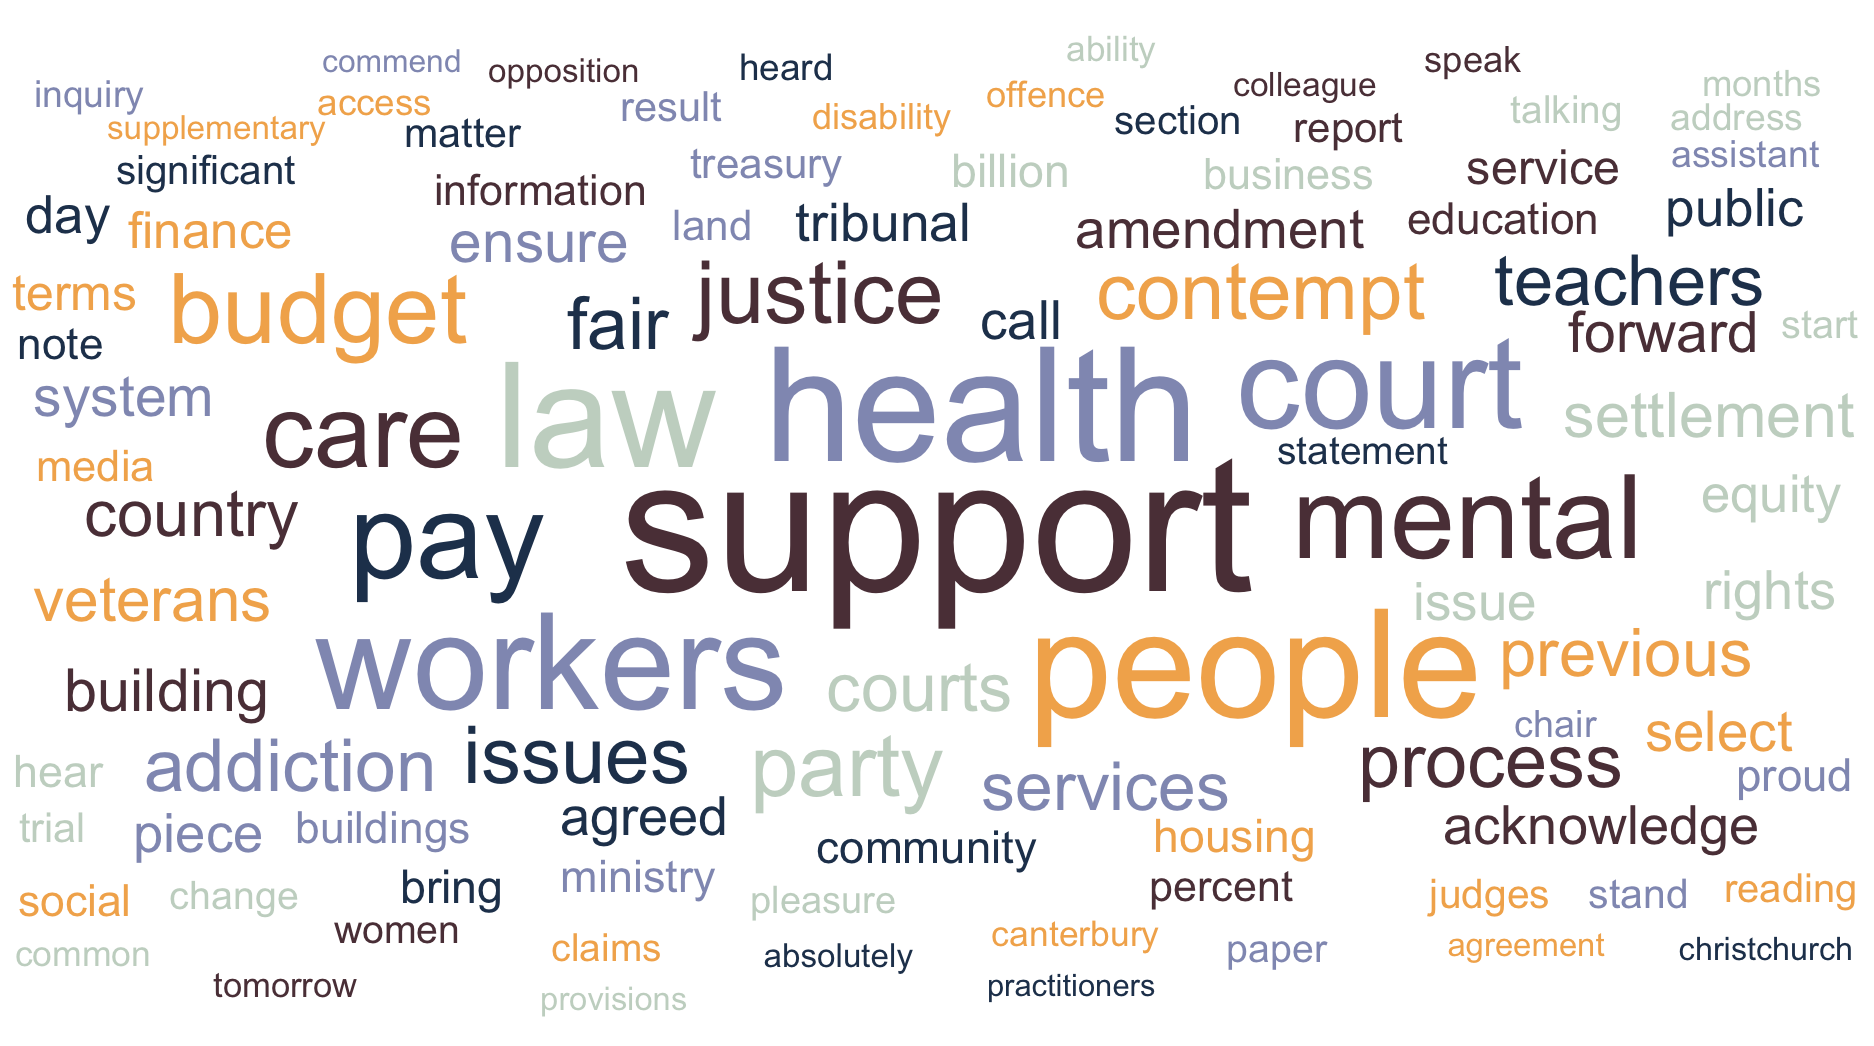 commend
opposition
heard
ability
speak
inquiry
access
result
disability
offence
colleague
months
supplementary
matter
section
report
talking
address
significant
information
treasury
billion
business
service
assistant
day
finance
ensure
land
tribunal
amendment
education
public
terms
budget
fair
justice
call
contempt
teachers
note
forward
start
system
care
law
health
court
statement
settlement
media
country
pay
support
mental
equity
veterans
issue
rights
building
workers
courts
people
previous
chair
select
hear
addiction
issues
party
services
process
proud
trial
piece
buildings
agreed
community
housing
acknowledge
social
change
bring
ministry
pleasure
percent
judges
stand
reading
common
women
claims
absolutely
canterbury
paper
agreement
christchurch
tomorrow
provisions
practitioners